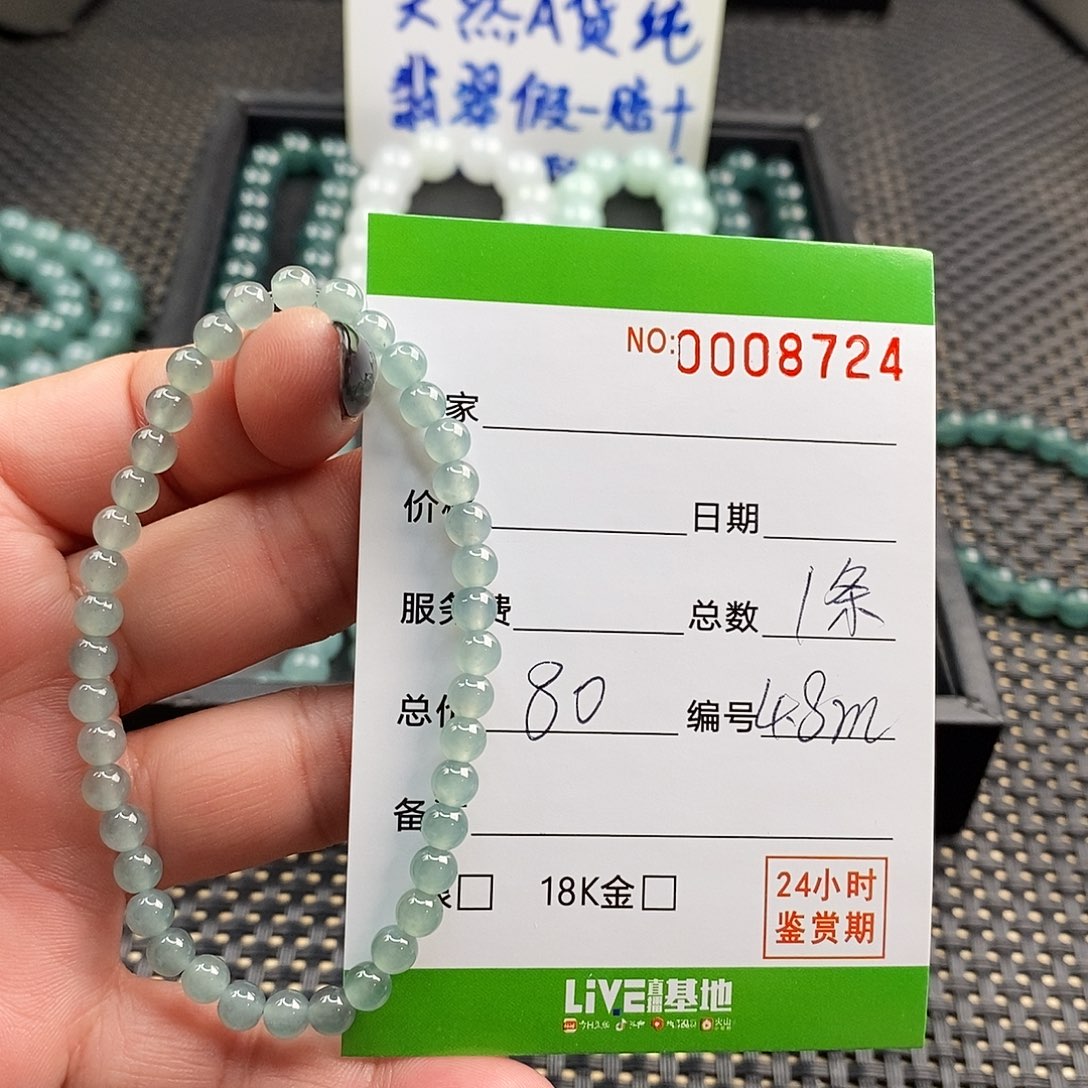 天然A货纯
翡翠假一赔十
NO:0008724
家
价
日期
服务费
总数 1条
总价 80
编号 4.8m
备
18K金
24小时
鉴赏期
LiVE直播基地